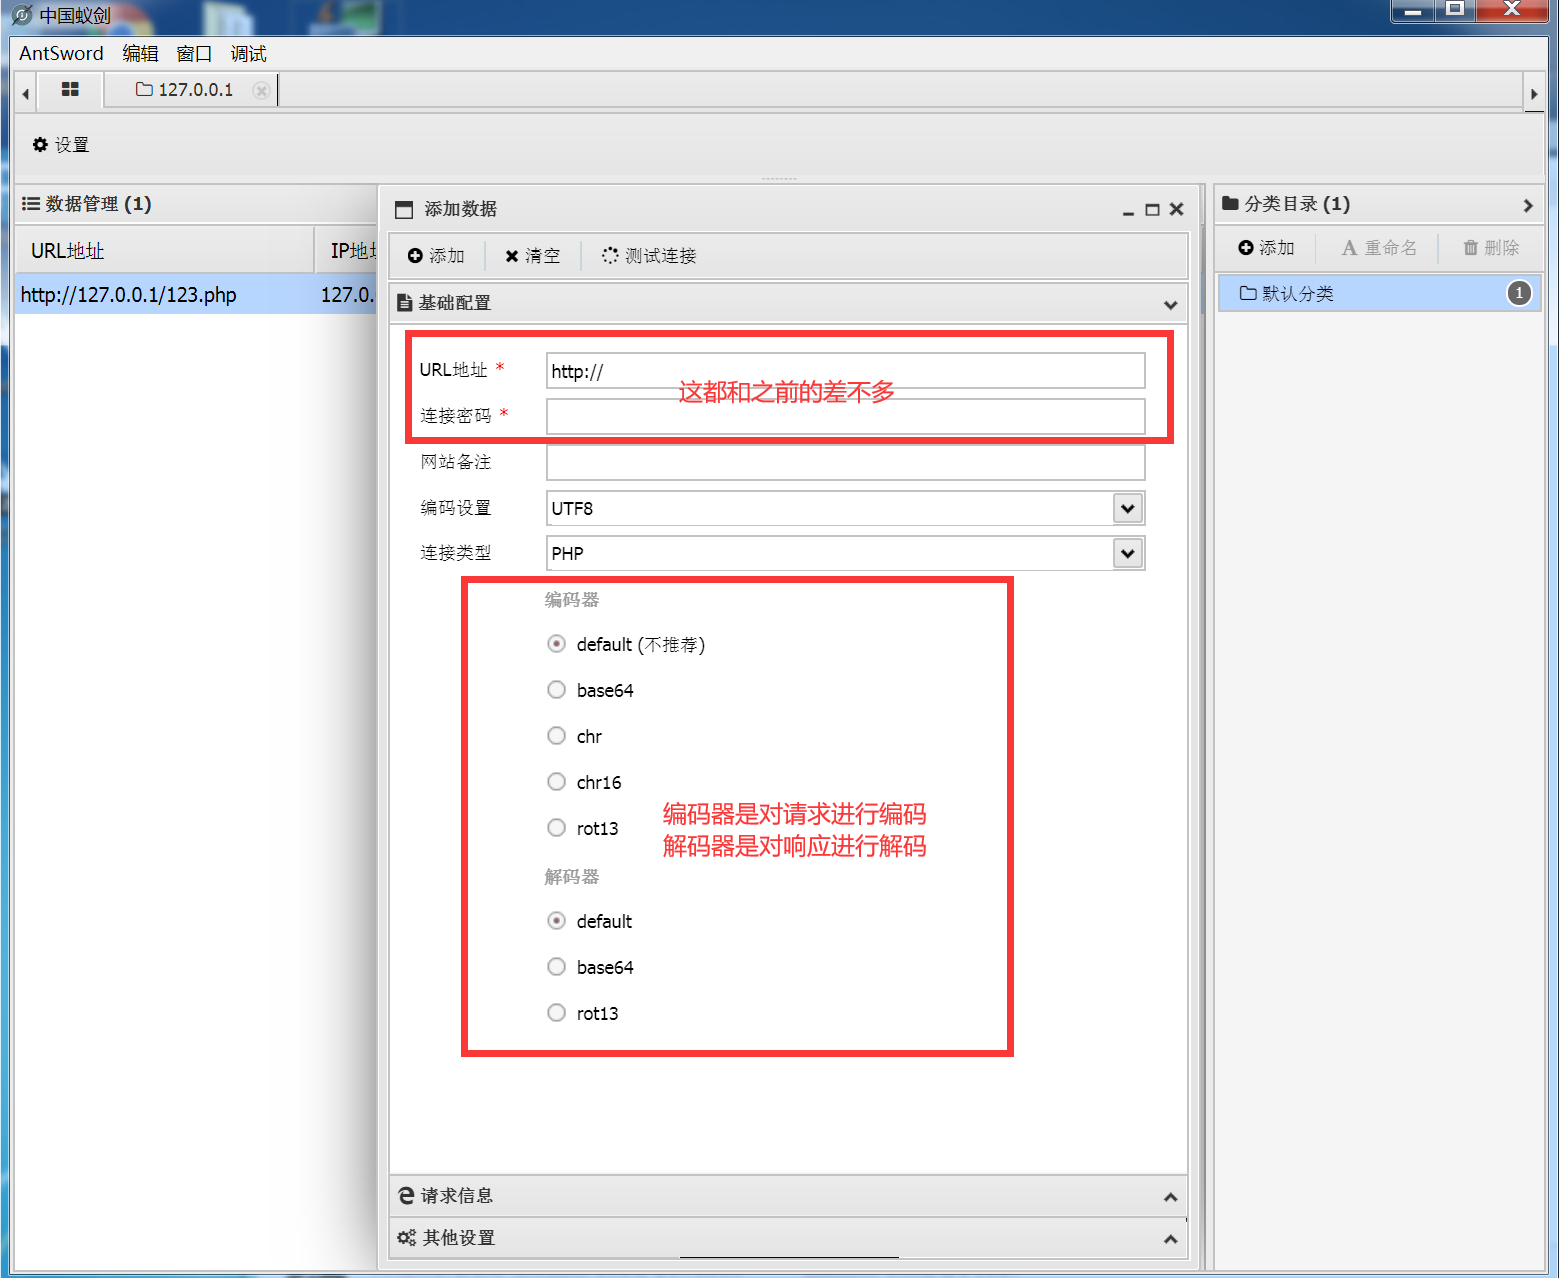 中国蚁剑
AntSword 编辑 窗口 调试
127.0.0.1
设置
数据管理 (1)
URL地址 IP地
http://127.0.0.1/123.php 127.0.
添加数据
添加 清空 测试连接
基础配置
URL地址 * http://
这都和之前的差不多
连接密码 *
网站备注
编码设置 UTF8
连接类型 PHP
编码器
default (不推荐)
base64
chr
chr16
rot13
编码器是对请求进行编码
解码器是对响应进行解码
解码器
default
base64
rot13
请求信息
其他设置
分类目录 (1)
添加 重命名 删除
默认分类 1